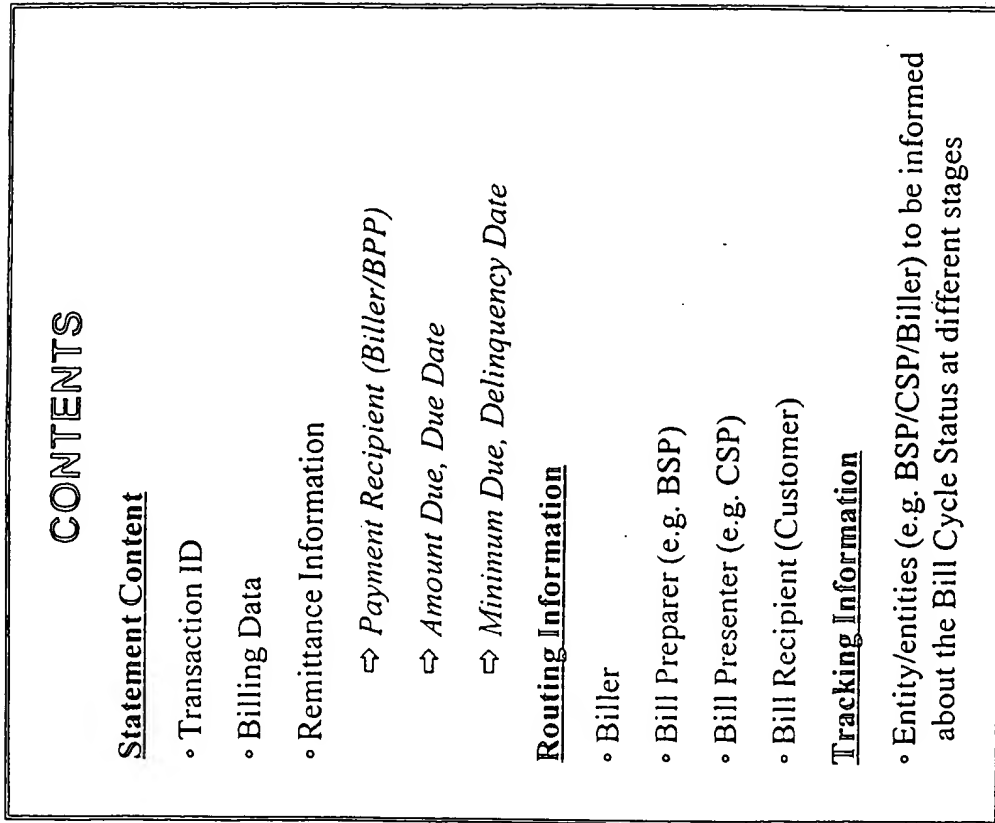 CONTENTS
Statement Content
• Transaction ID
• Billing Data
• Remittance Information
⇨ Payment Recipient (Biller/BPP)
⇨ Amount Due, Due Date
⇨ Minimum Due, Delinquency Date
Routing Information
• Biller
• Bill Preparer (e.g. BSP)
• Bill Presenter (e.g. CSP)
• Bill Recipient (Customer)
Tracking Information
• Entity/entities (e.g. BSP/CSP/Biller) to be informed
about the Bill Cycle Status at different stages